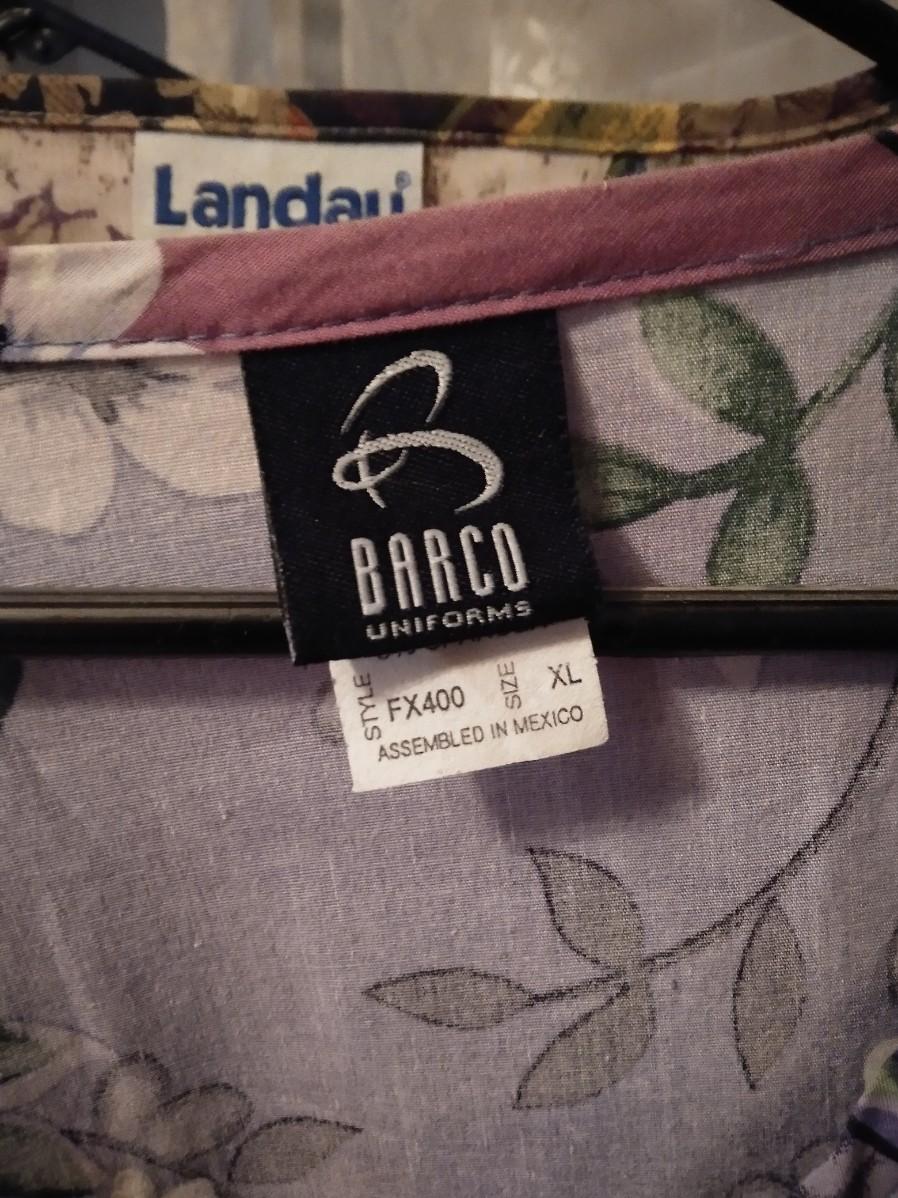 Landau®
BARCO
UNIFORMS
STYLE FX400 SIZE XL
ASSEMBLED IN MEXICO